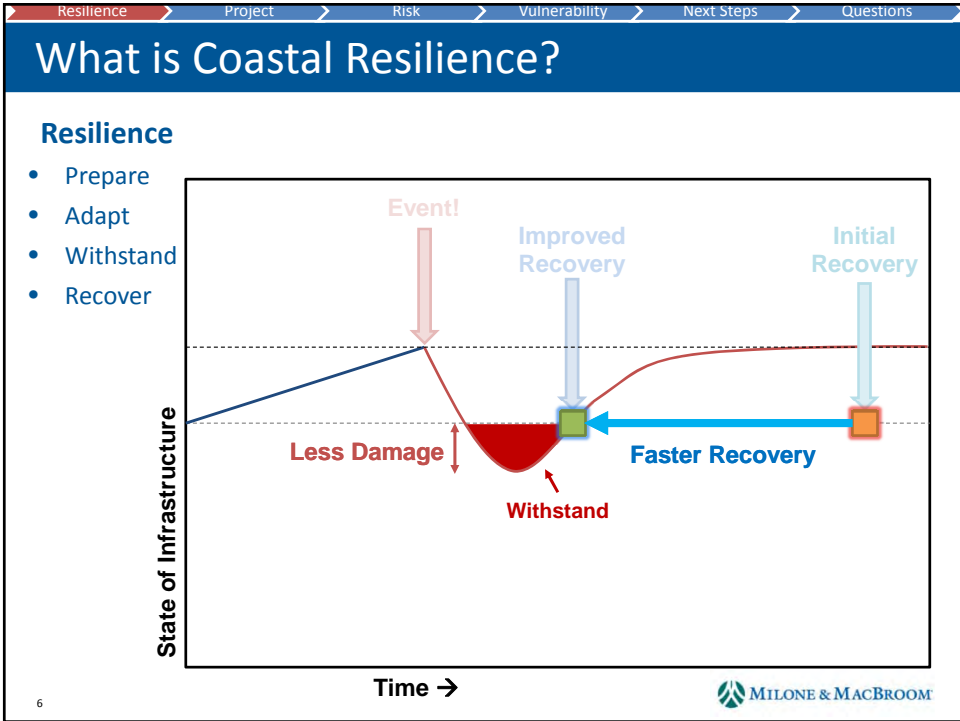 Resilience Project Risk Vulnerability Next Steps Questions
What is Coastal Resilience?
Resilience
• Prepare
• Adapt
• Withstand
• Recover
Event!
Improved
Recovery
Initial
Recovery
Less Damage
Faster Recovery
Withstand
State of Infrastructure
Time →
6
MILONE & MACBROOM